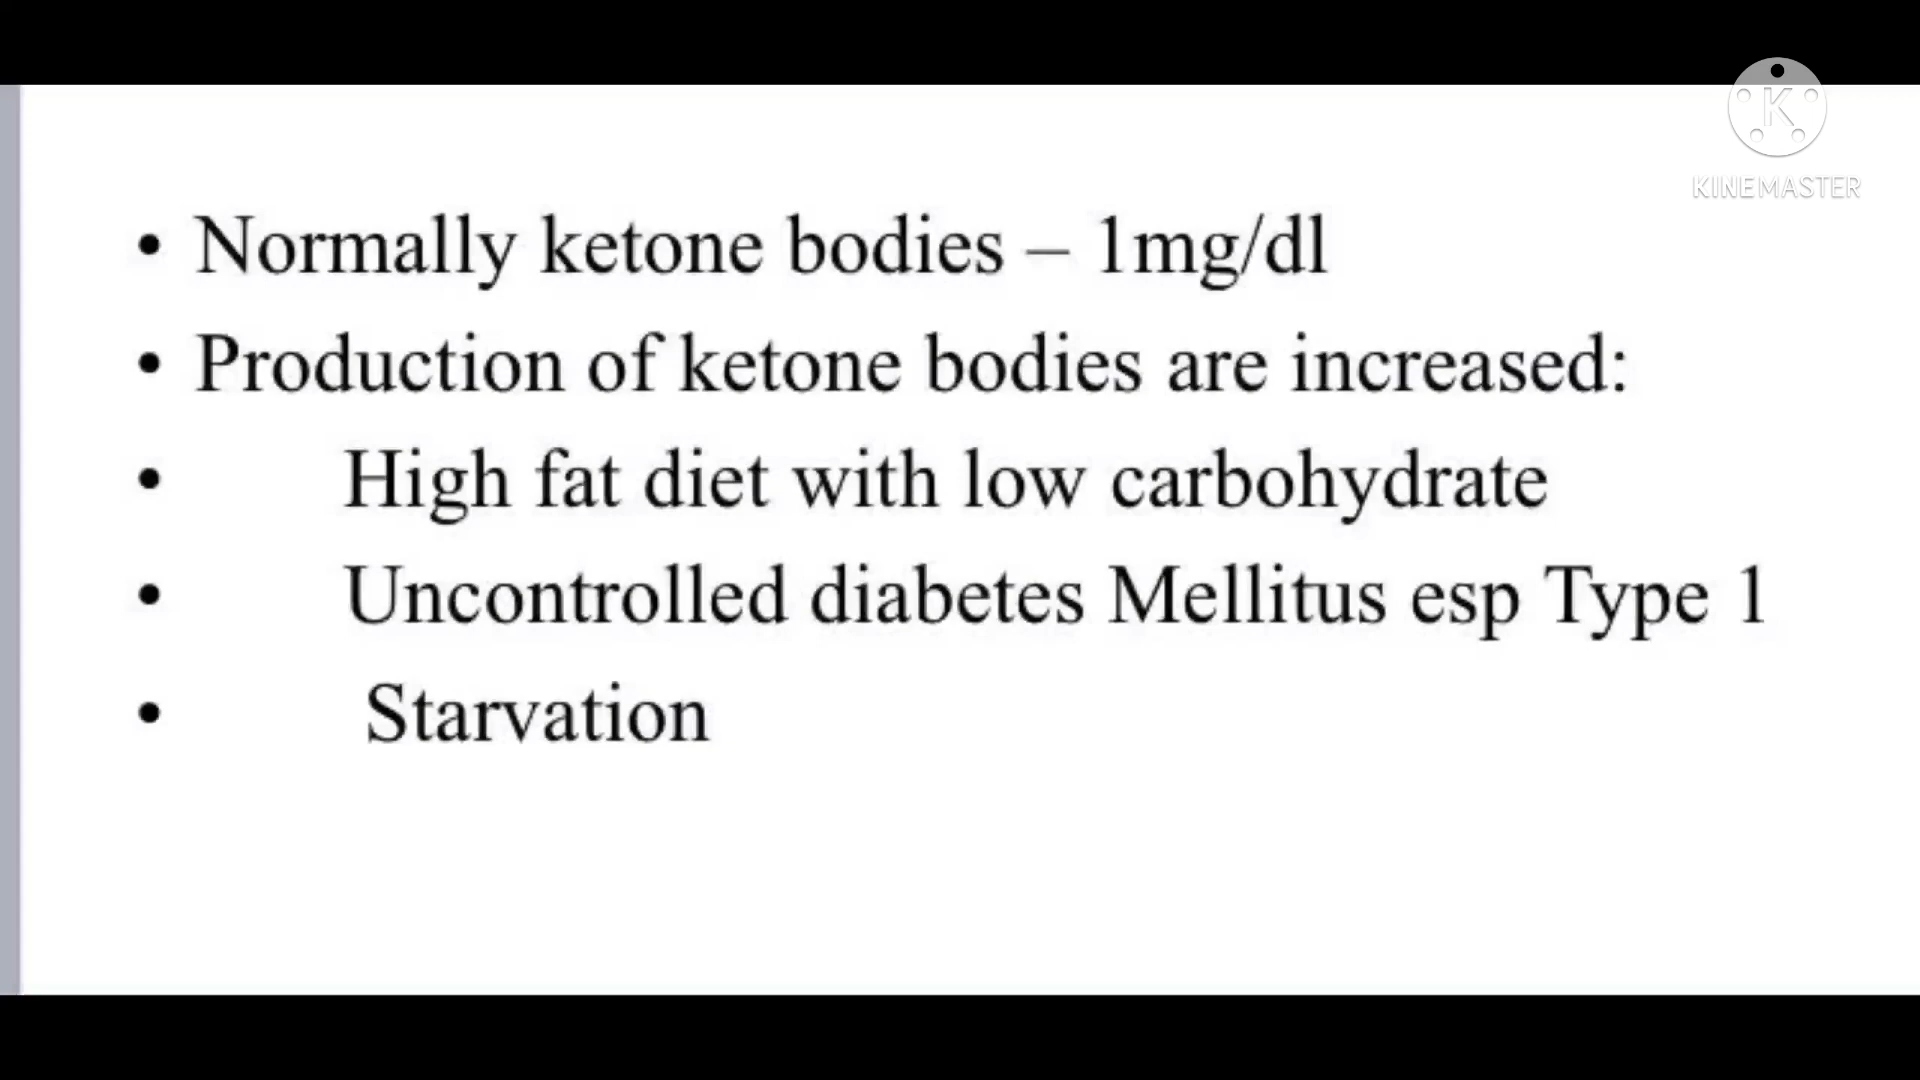 K
KINEMASTER
• Normally ketone bodies – 1mg/dl
• Production of ketone bodies are increased:
• High fat diet with low carbohydrate
• Uncontrolled diabetes Mellitus esp Type 1
• Starvation